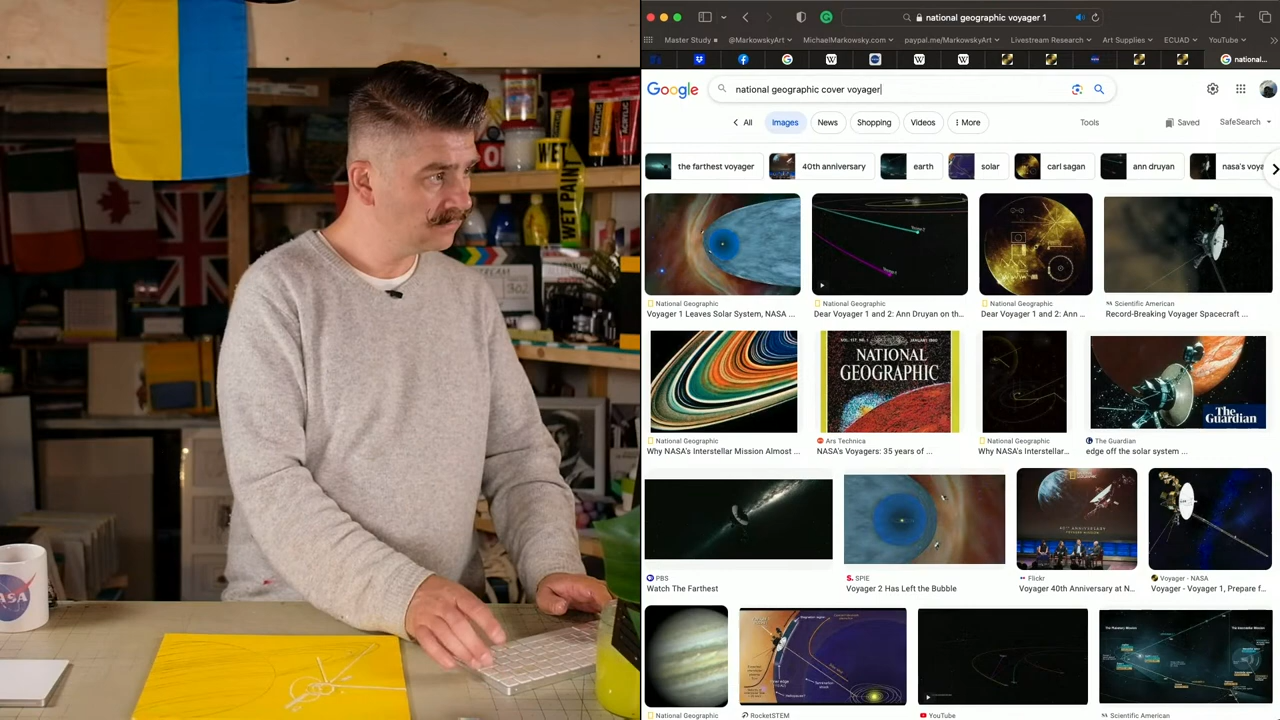 national geographic voyager 1
Master Study
@MarkowskyArt
MichaelMarkowsky.com
paypal.me/MarkowskyArt
Livestream Research
Art Supplies
ECUAD
YouTube
national...
Google
national geographic cover voyager
All
Images
News
Shopping
Videos
More
Tools
Saved
SafeSearch
the farthest voyager
40th anniversary
earth
solar
carl sagan
ann druyan
nasa's voya
National Geographic
Voyager 1 Leaves Solar System, NASA ...
National Geographic
Dear Voyager 1 and 2: Ann Druyan on th...
National Geographic
Dear Voyager 1 and 2: Ann ...
Scientific American
Record-Breaking Voyager Spacecraft ...
NATIONAL
GEOGRAPHIC
The
Guardian
National Geographic
Why NASA's Interstellar Mission Almost ...
Ars Technica
NASA's Voyagers: 35 years of ...
National Geographic
Why NASA's Interstellar...
The Guardian
edge off the solar system ...
PBS
Watch The Farthest
SPIE
Voyager 2 Has Left the Bubble
Flickr
Voyager 40th Anniversary at N...
Voyager - NASA
Voyager - Voyager 1, Prepare f...
National Geographic
RocketSTEM
YouTube
Scientific American
WET PAINT
WET
ACRYLIC